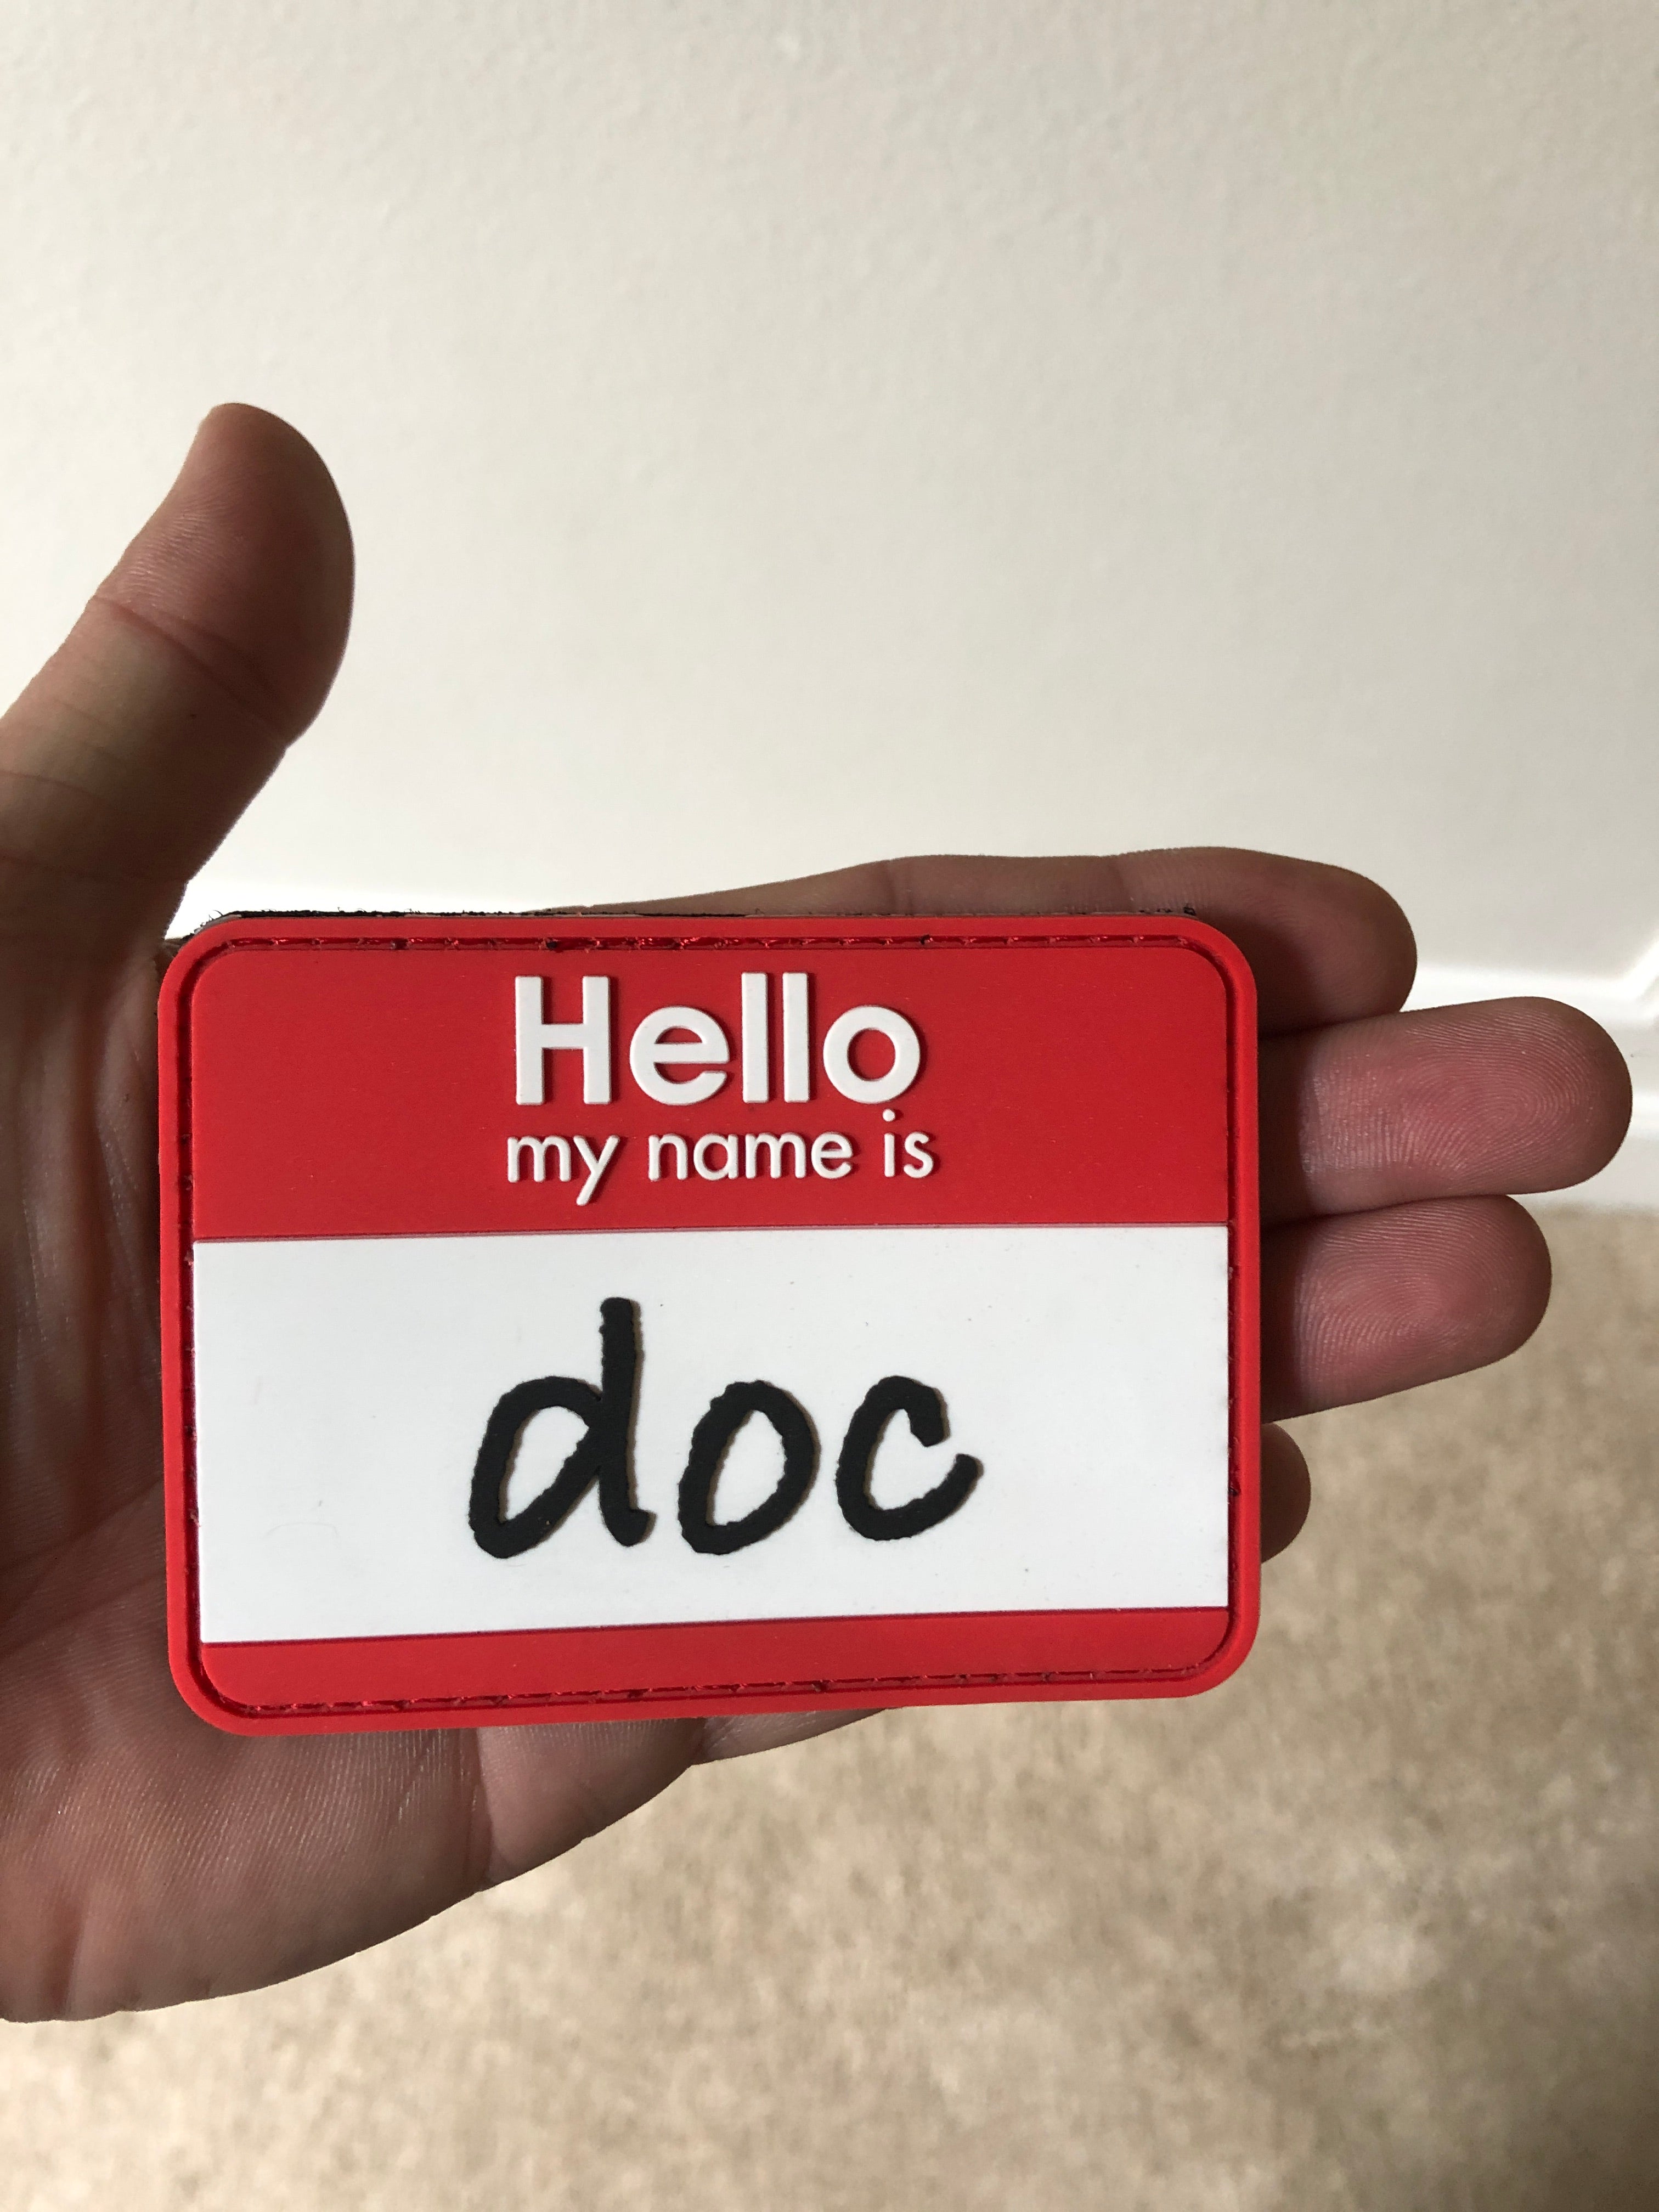 Hello
my name is
doc